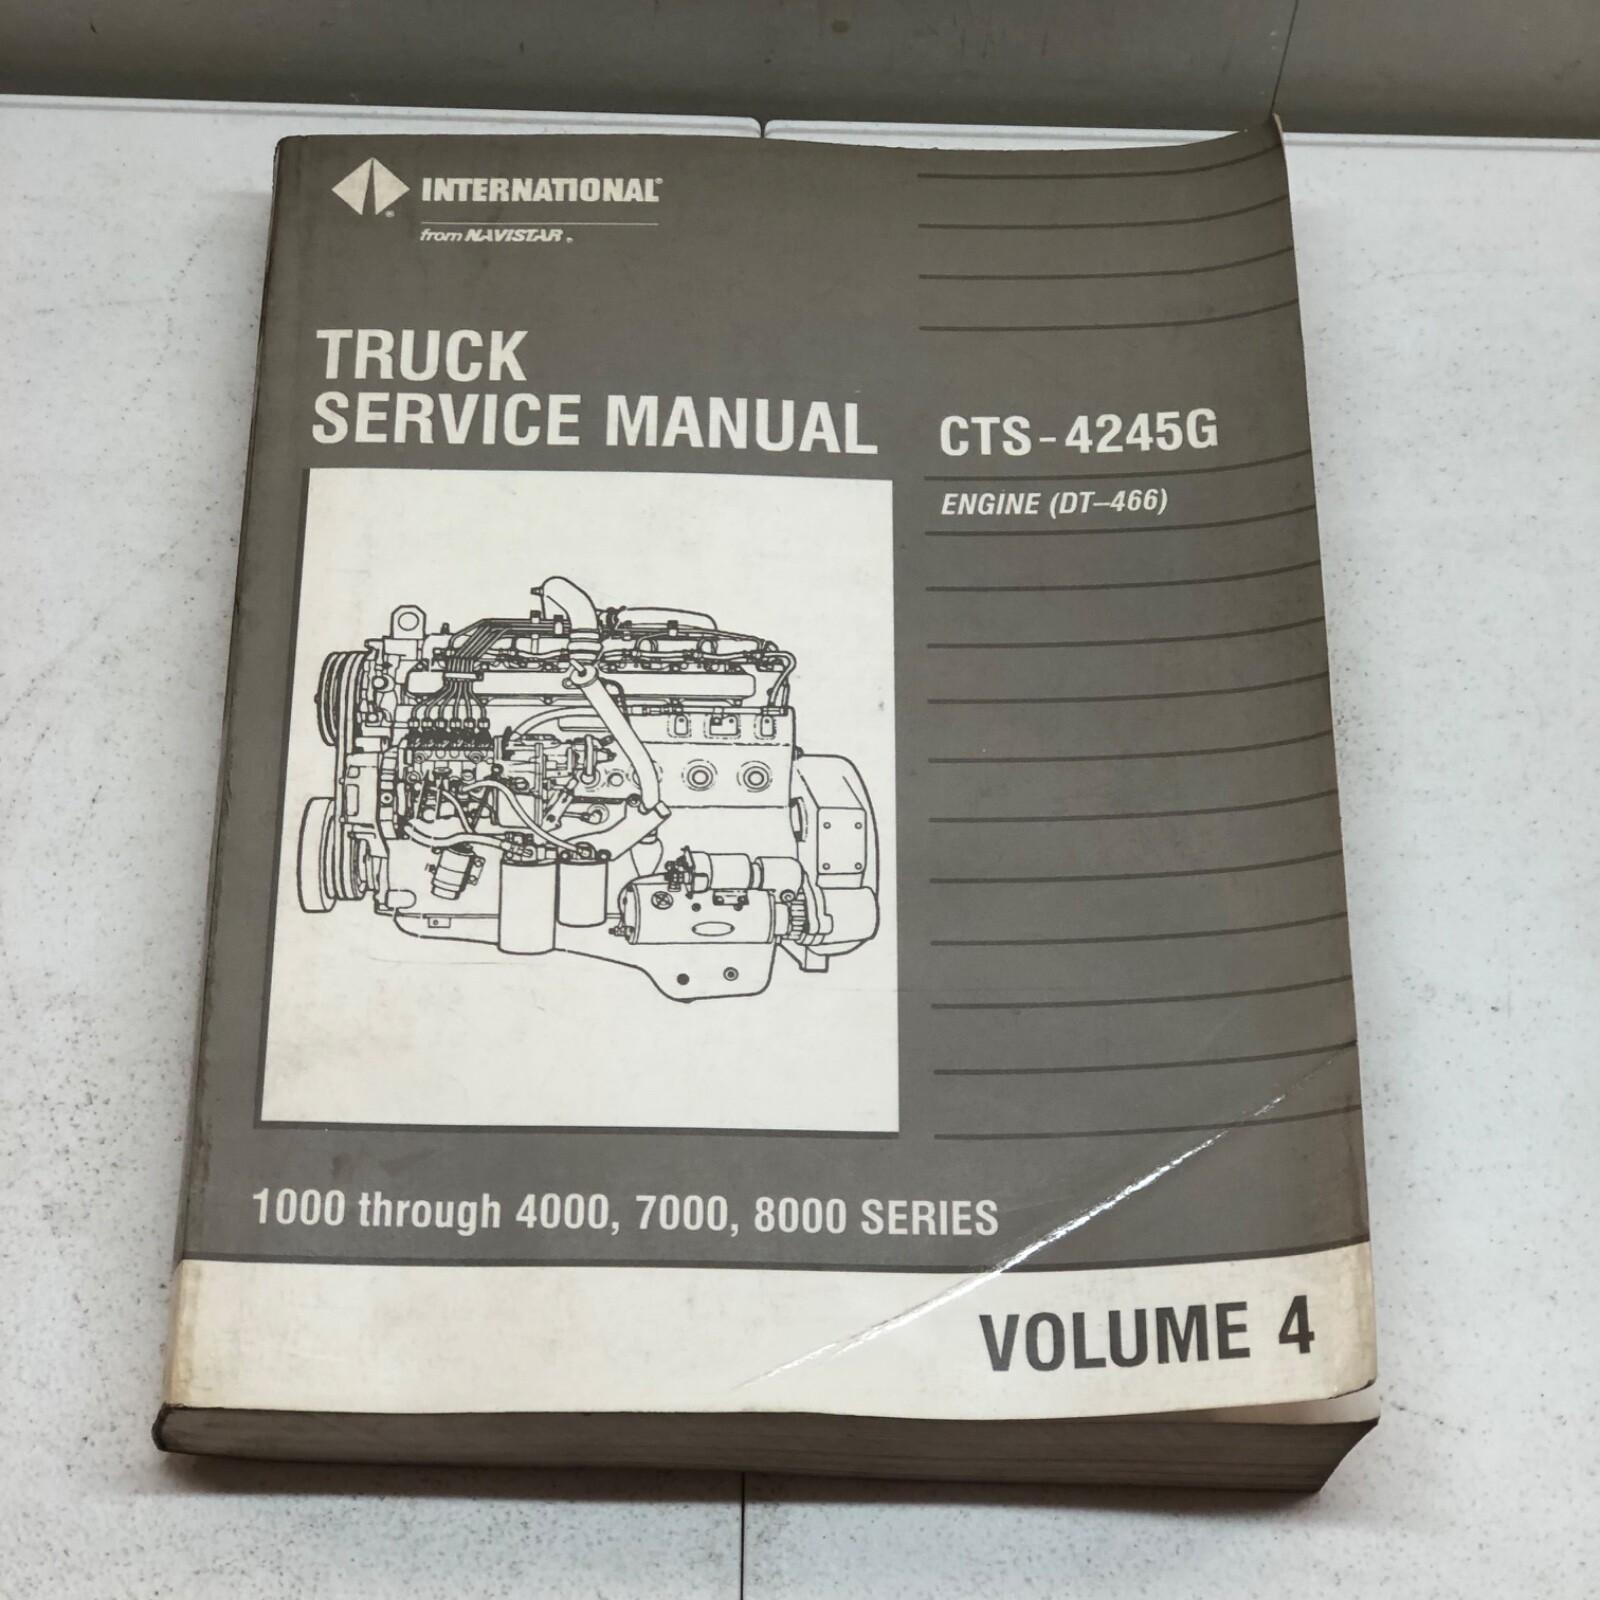 INTERNATIONAL®
from NAVISTAR®
TRUCK
SERVICE MANUAL
CTS-4245G
ENGINE (DT-466)
1000 through 4000, 7000, 8000 SERIES
VOLUME 4